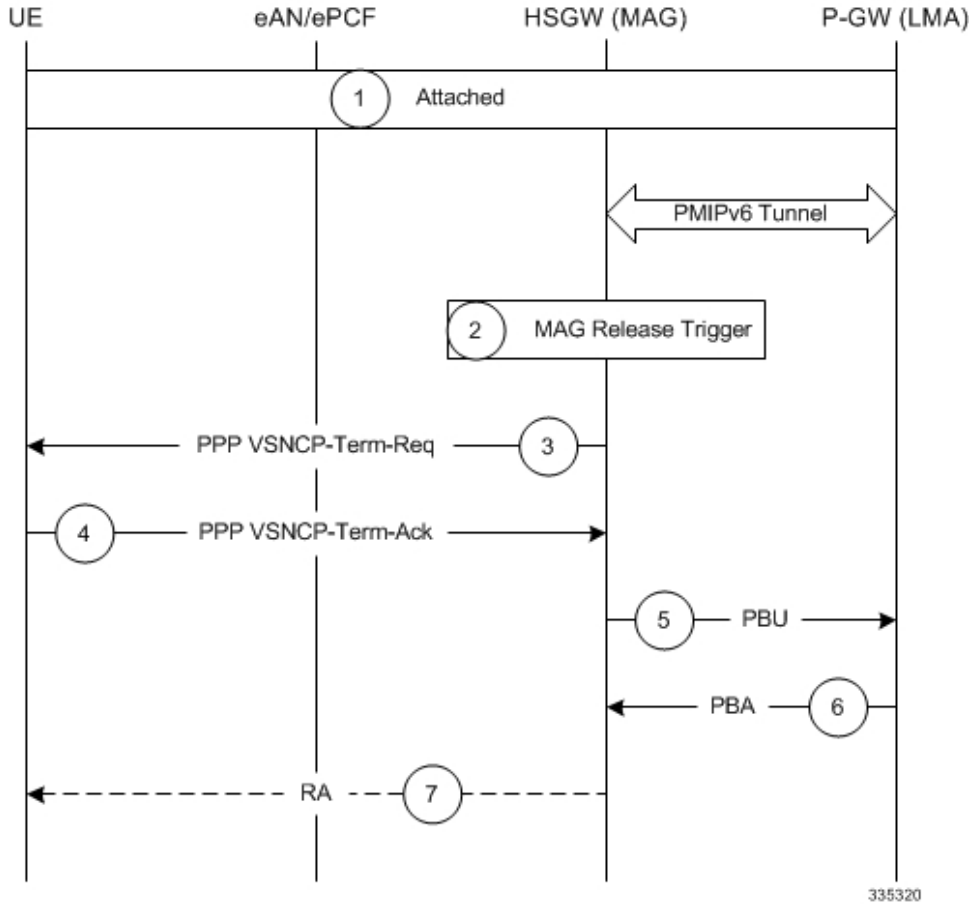 UE eAN/ePCF HSGW (MAG) P-GW (LMA)
1 Attached
PMIPv6 Tunnel
2 MAG Release Trigger
PPP VSNCP-Term-Req 3
4 PPP VSNCP-Term-Ack
5 PBU
PBA 6
RA 7
335320